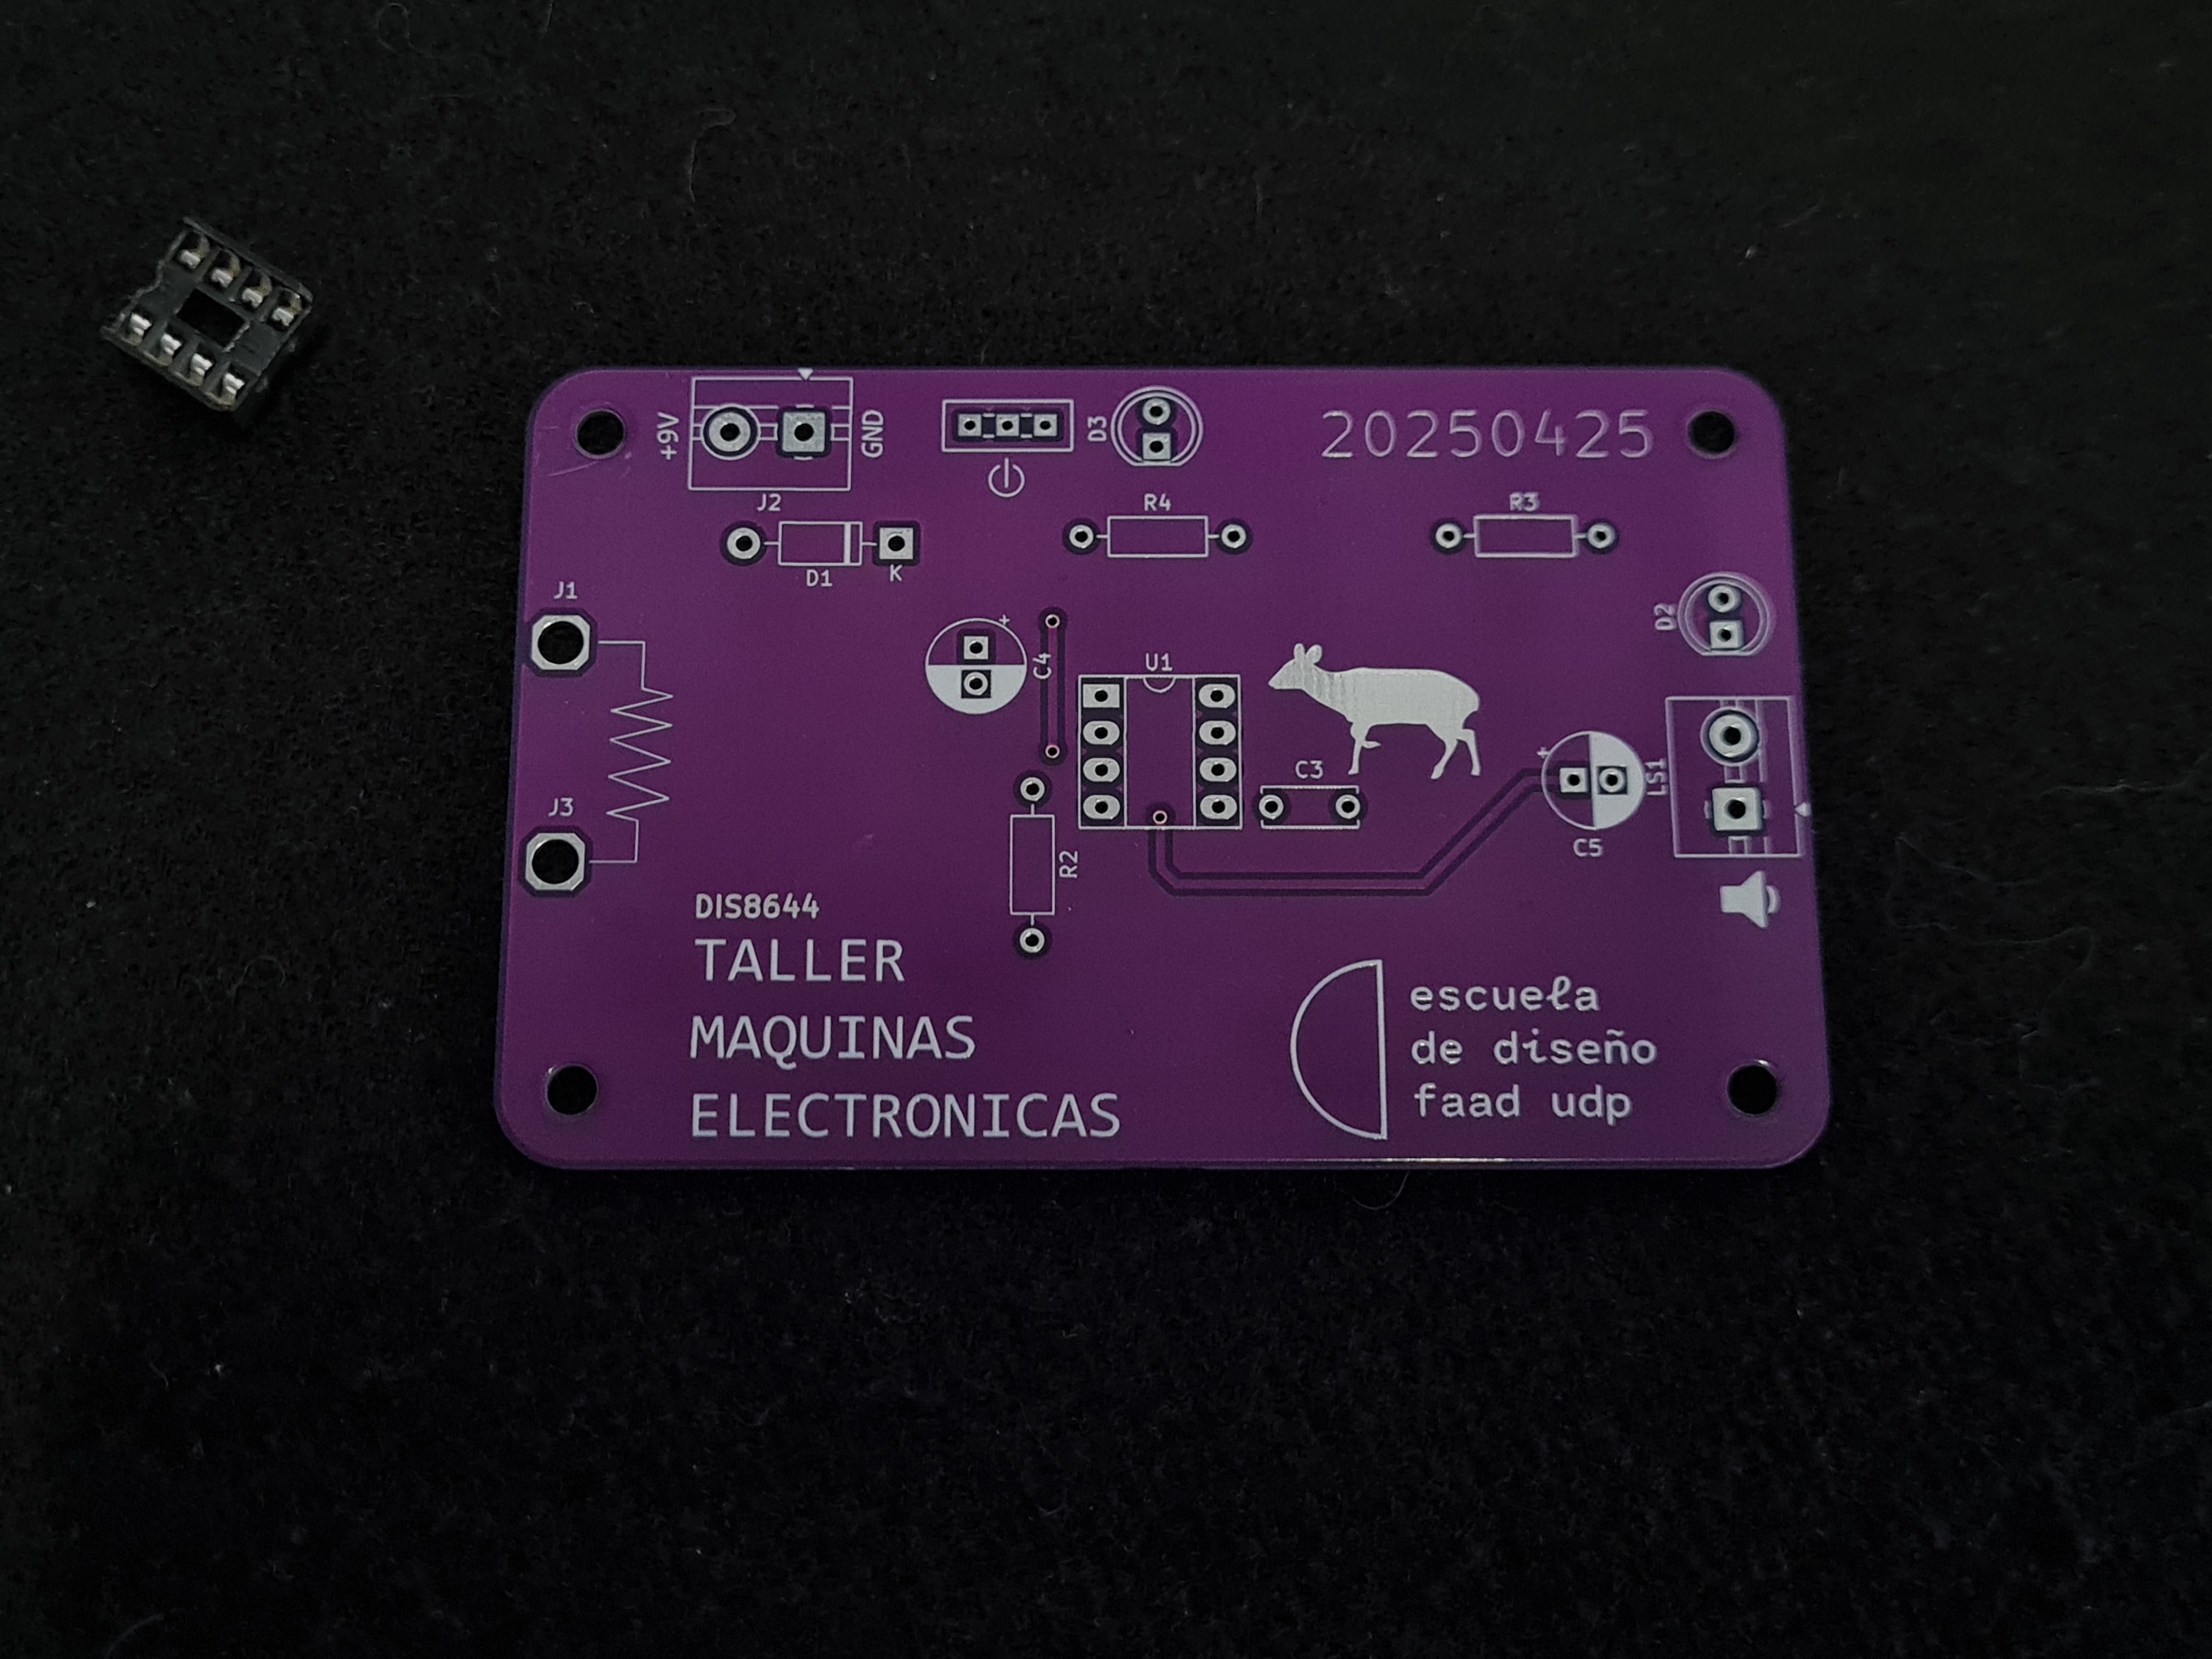 +9V
GND
J2
D3
20250425
D1
K
R4
R3
J1
D2
+
C4
U1
J3
C3
+
LS1
C5
R2
DIS8644
TALLER
MAQUINAS
ELECTRONICAS
escuela
de diseño
faad udp